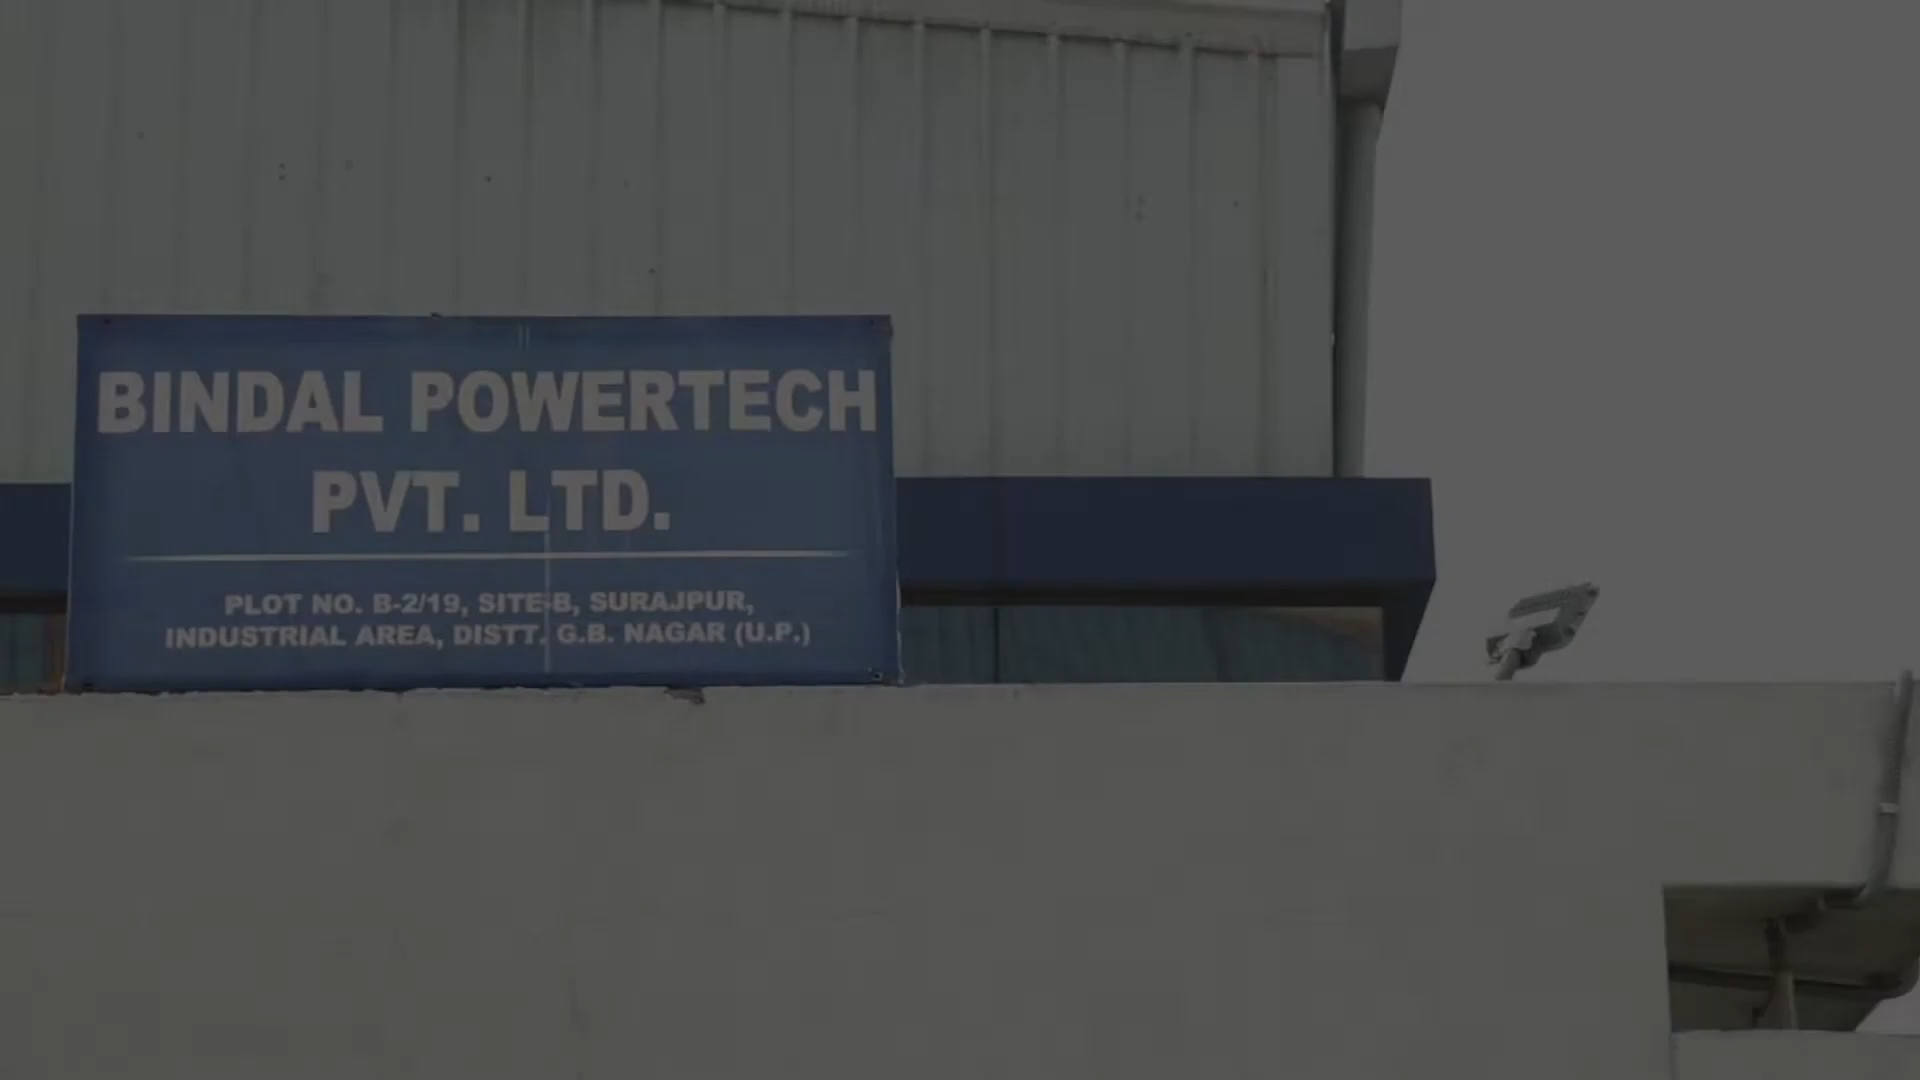 BINDAL POWERTECH
PVT. LTD.
PLOT NO. B-2/19, SITE-B, SURAJPUR,
INDUSTRIAL AREA, DISTT. G.B. NAGAR (U.P.)